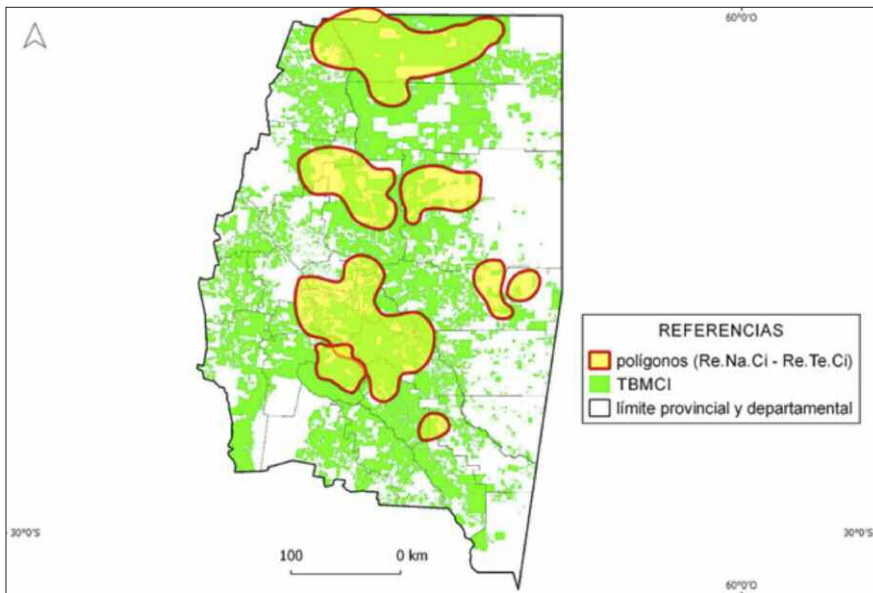 60°0'O
REFERENCIAS
polígonos (Re.Na.Ci - Re.Te.Ci)
TBMCI
límite provincial y departamental
30°0'S
30°0'S
100 0 km
60°0'O